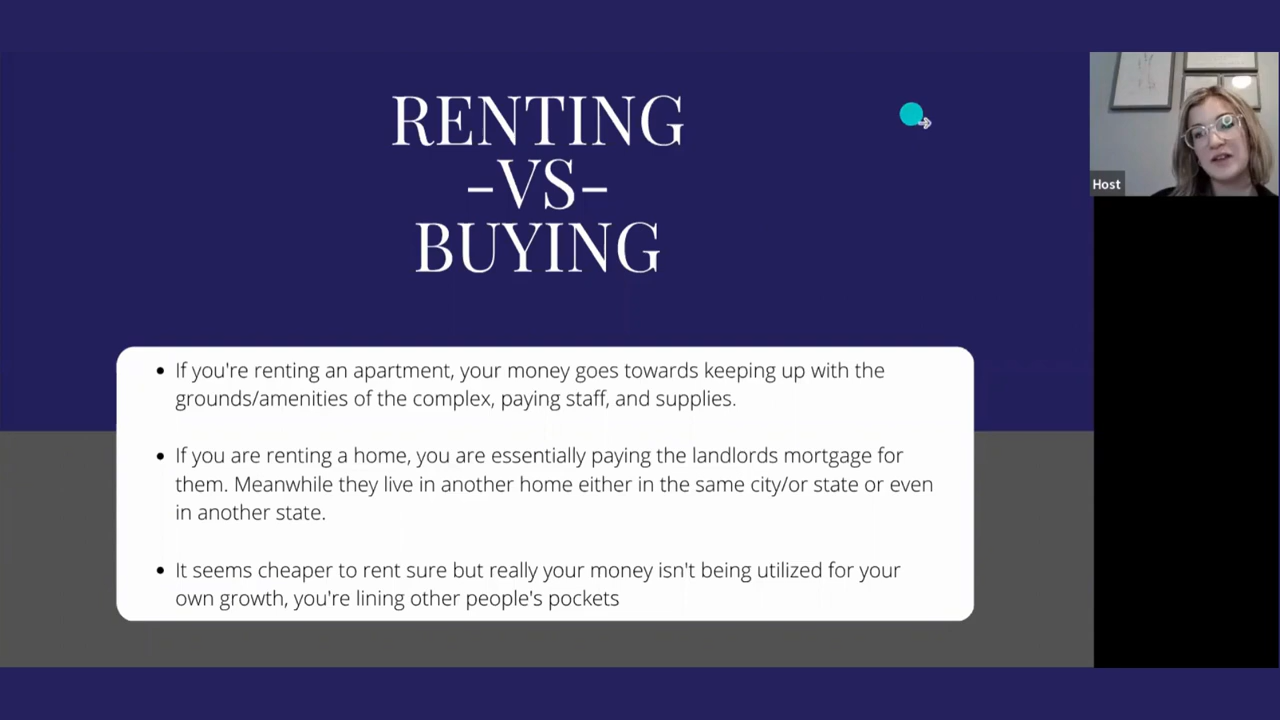 RENTING
-VS-
BUYING
Host
• If you're renting an apartment, your money goes towards keeping up with the
grounds/amenities of the complex, paying staff, and supplies.
• If you are renting a home, you are essentially paying the landlords mortgage for
them. Meanwhile they live in another home either in the same city/or state or even
in another state.
• It seems cheaper to rent sure but really your money isn't being utilized for your
own growth, you're lining other people's pockets